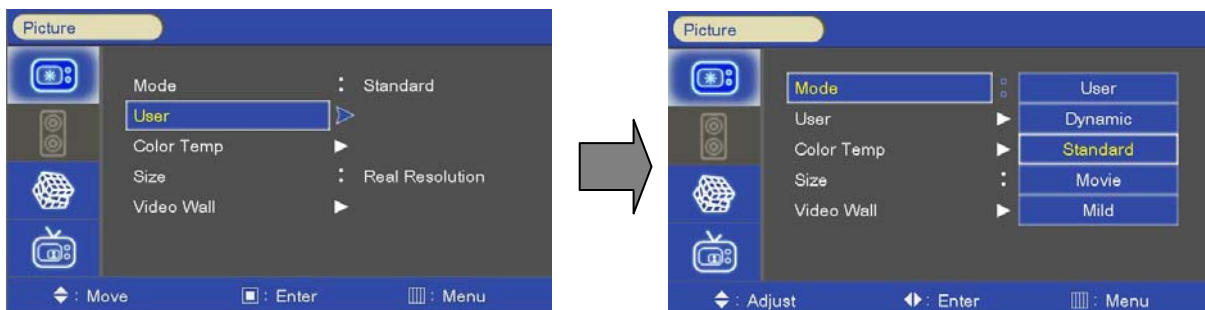 Picture
Mode : Standard
User
Color Temp
Size : Real Resolution
Video Wall
: Move : Enter : Menu
Picture
Mode : User
User Dynamic
Color Temp Standard
Size : Movie
Video Wall Mild
: Adjust : Enter : Menu